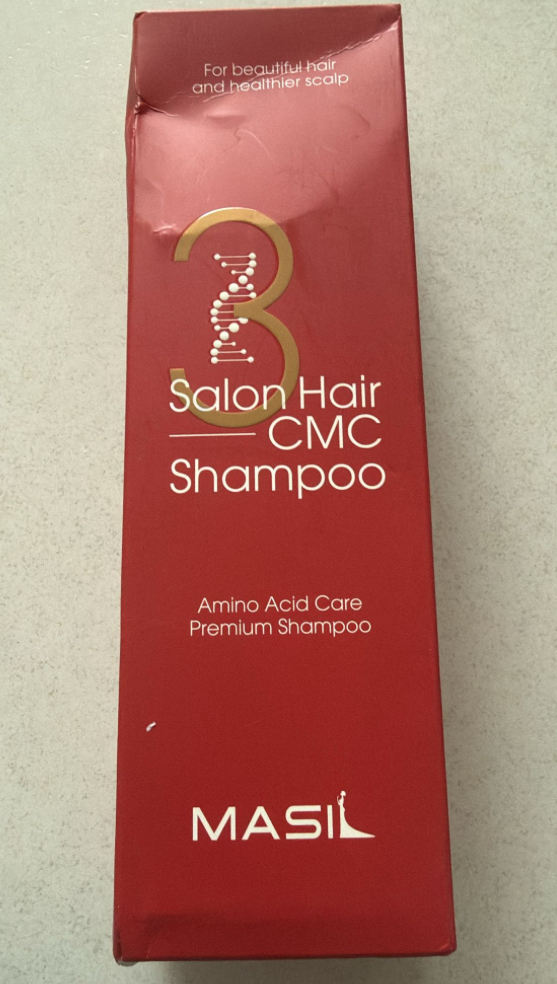 For beautiful hair
and healthier scalp
3
Salon Hair
CMC
Shampoo
Amino Acid Care
Premium Shampoo
MASIL